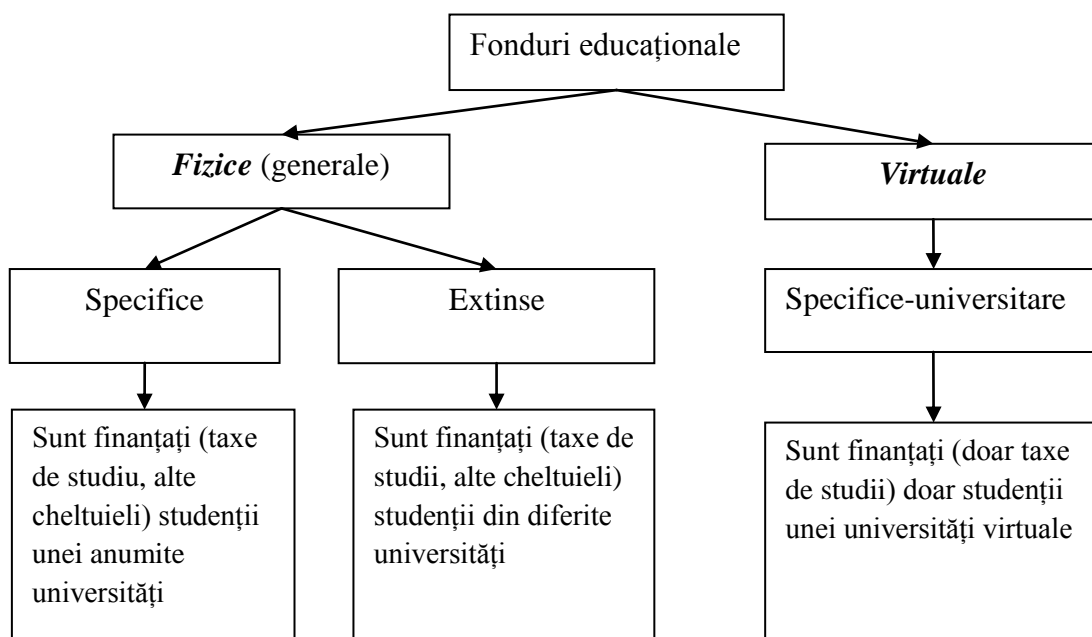 Fonduri educaționale
Fizice (generale)
Virtuale
Specifice
Extinse
Specifice-universitare
Sunt finanțați (taxe
de studiu, alte
cheltuieli) studenții
unei anumite
universități
Sunt finanțați (taxe de
studii, alte cheltuieli)
studenții din diferite
universități
Sunt finanțați (doar taxe
de studii) doar studenții
unei universități virtuale